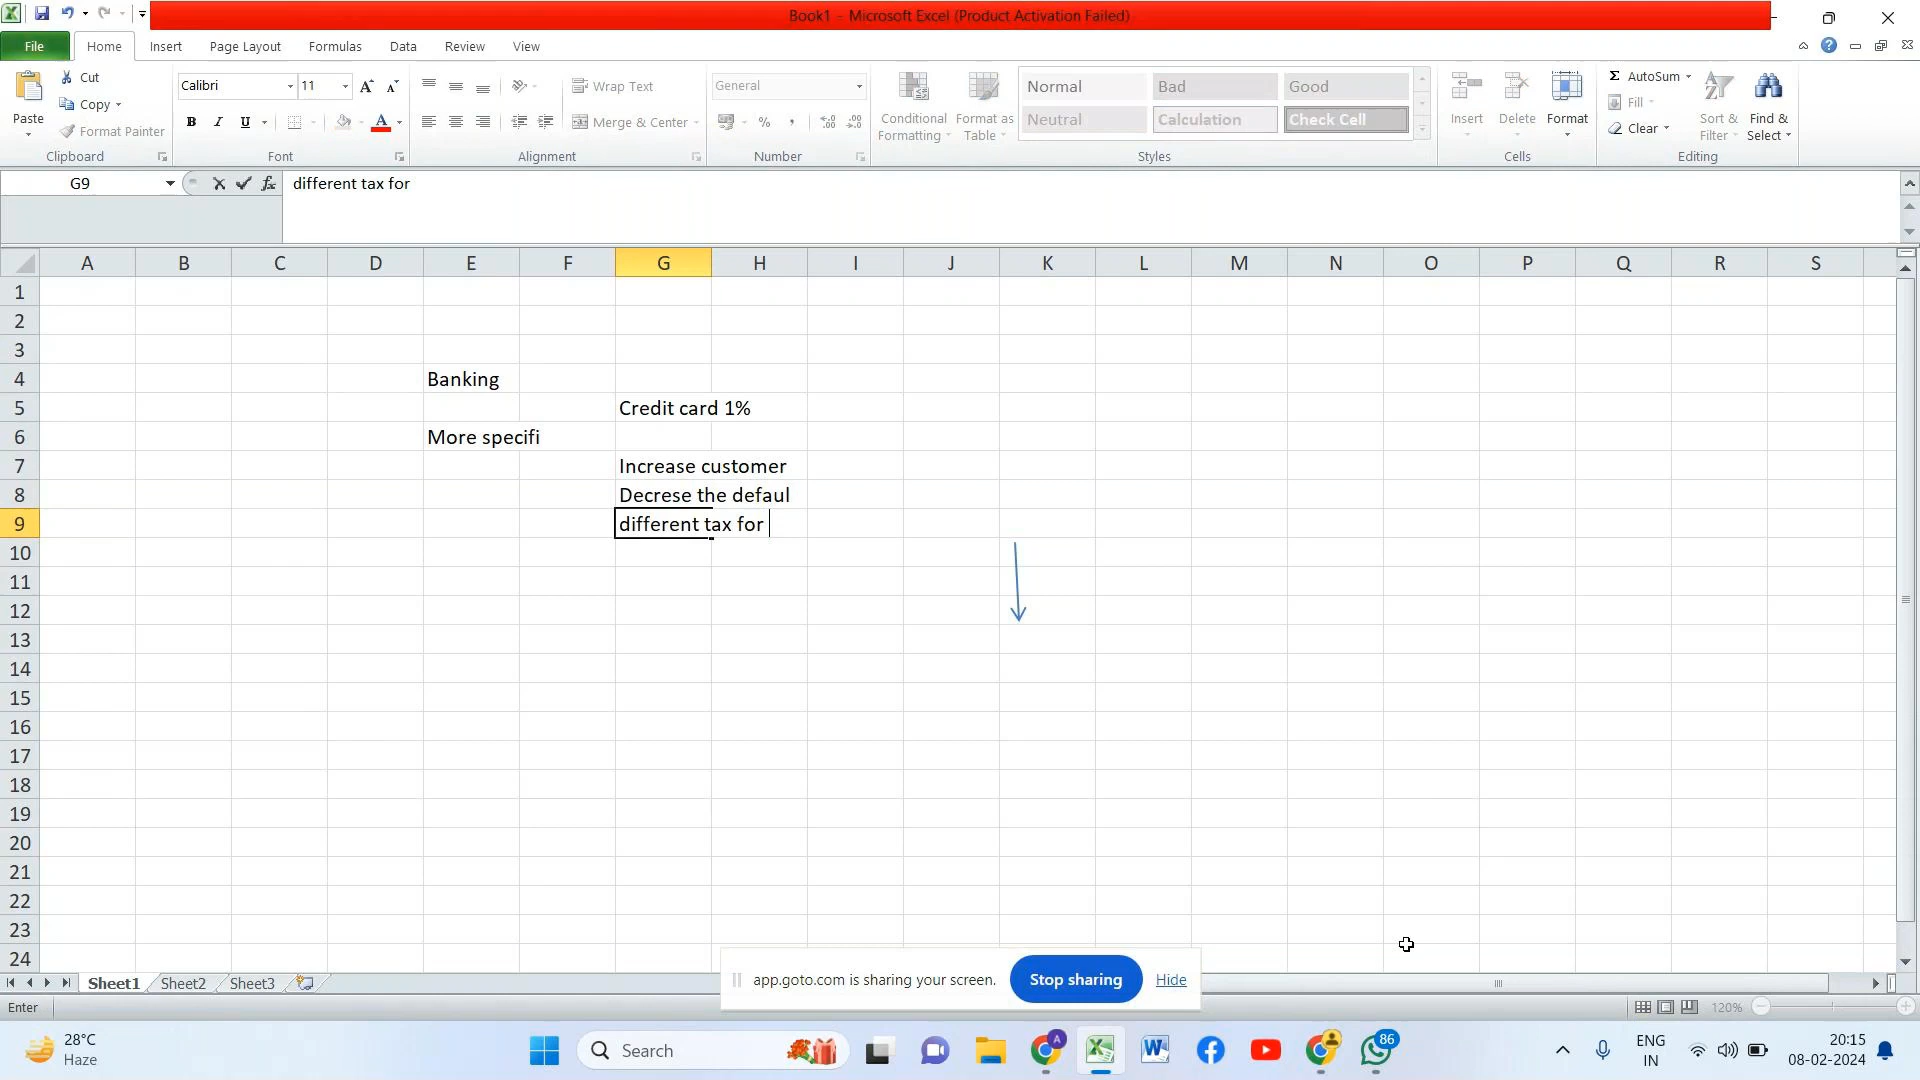 Book1 - Microsoft Excel (Product Activation Failed)
File Home Insert Page Layout Formulas Data Review View
Paste
Cut
Copy
Format Painter
Clipboard
Calibri 11
B I U
A
Font
Wrap Text
Merge & Center
Alignment
General
%
Number
Conditional Formatting
Format as Table
Normal Bad Good
Neutral Calculation Check Cell
Styles
Insert Delete Format
Cells
AutoSum
Fill
Clear
Sort & Filter
Find & Select
Editing
G9 fx different tax for
A B C D E F G H I J K L M N O P Q R S
1
2
3
4 Banking
5 Credit card 1%
6 More specifi
7 Increase customer
8 Decrese the defaul
9 different tax for
10
11
12
13
14
15
16
17
18
19
20
21
22
23
24
Sheet1 Sheet2 Sheet3
app.goto.com is sharing your screen. Stop sharing Hide
Enter 120%
28°C
Haze
Search
A
86
ENG
IN
20:15
08-02-2024